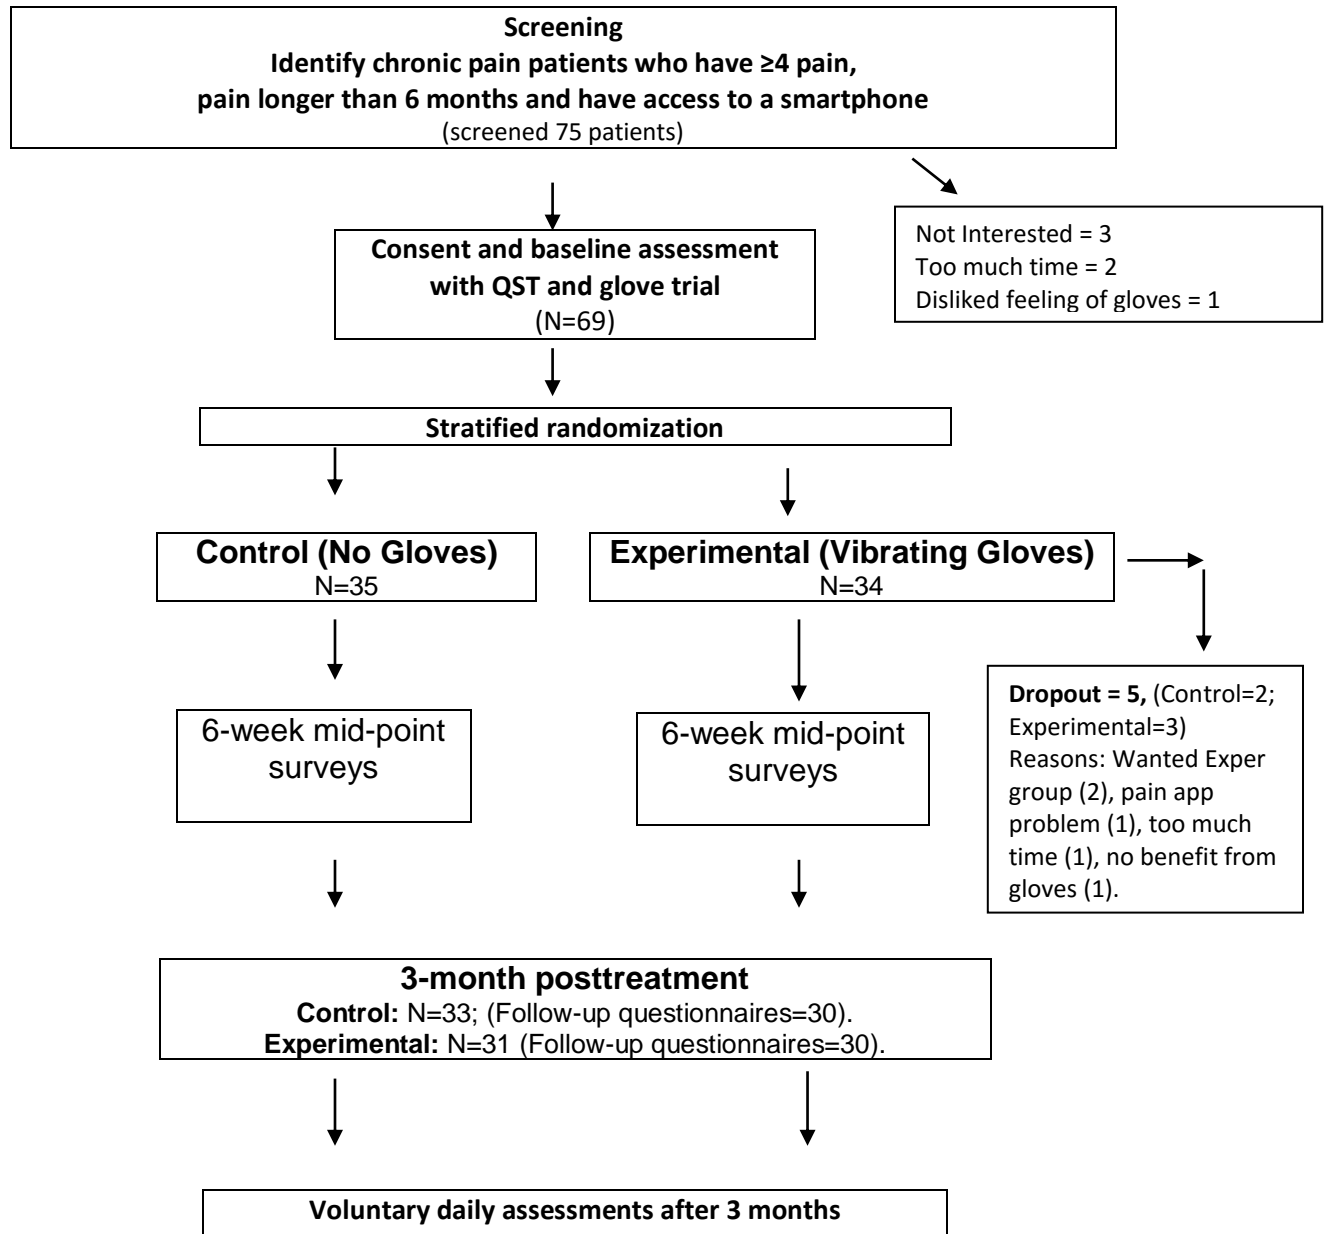 Screening
Identify chronic pain patients who have ≥4 pain,
pain longer than 6 months and have access to a smartphone
(screened 75 patients)
Not Interested = 3
Too much time = 2
Disliked feeling of gloves = 1
Consent and baseline assessment
with QST and glove trial
(N=69)
Stratified randomization
Control (No Gloves)
N=35
Experimental (Vibrating Gloves)
N=34
Dropout = 5, (Control=2;
Experimental=3)
Reasons: Wanted Exper
group (2), pain app
problem (1), too much
time (1), no benefit from
gloves (1).
6-week mid-point
surveys
6-week mid-point
surveys
3-month posttreatment
Control: N=33; (Follow-up questionnaires=30).
Experimental: N=31 (Follow-up questionnaires=30).
Voluntary daily assessments after 3 months